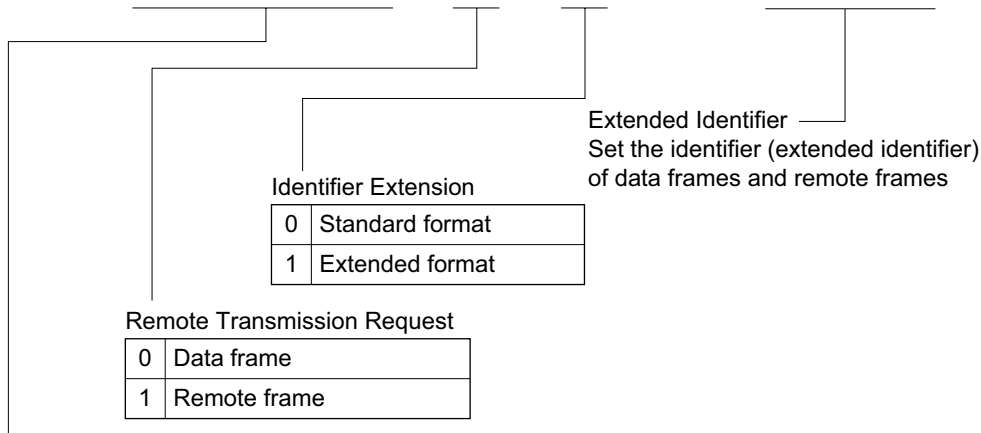 Extended Identifier
Set the identifier (extended identifier)
of data frames and remote frames
Identifier Extension
0 Standard format
1 Extended format
Remote Transmission Request
0 Data frame
1 Remote frame